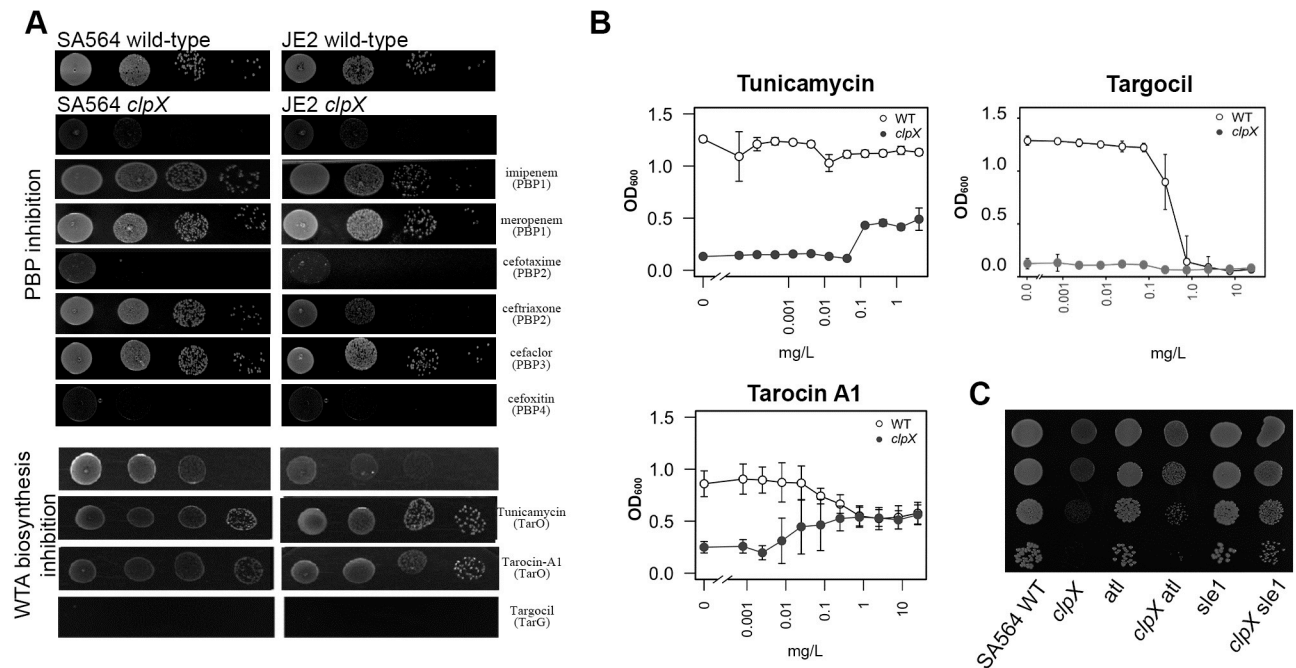 A
SA564 wild-type
JE2 wild-type
SA564 clpX
JE2 clpX
PBP inhibition
imipenem
(PBP1)
meropenem
(PBP1)
cefotaxime
(PBP2)
ceftriaxone
(PBP2)
cefaclor
(PBP3)
cefoxitin
(PBP4)
WTA biosynthesis
inhibition
Tunicamycin
(TarO)
Tarocin-A1
(TarO)
Targocil
(TarG)
B
Tunicamycin
WT
clpX
OD600
1.5
1.0
0.5
0.0
0
0.001
0.01
0.1
1
mg/L
Targocil
WT
clpX
OD600
1.5
1.0
0.5
0.0
0.0
0.001
0.01
0.1
1.0
10
mg/L
Tarocin A1
WT
clpX
OD600
1.5
1.0
0.5
0.0
0
0.001
0.01
0.1
1
10
mg/L
C
SA564 WT
clpX
atl
clpX atl
sle1
clpX sle1